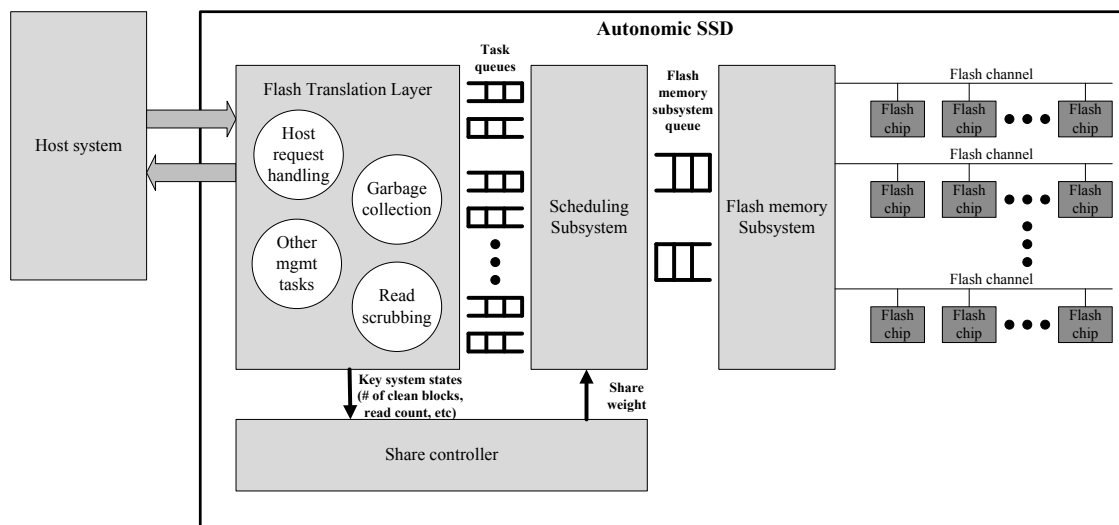 Autonomic SSD
Host system
Flash Translation Layer
Host
request
handling
Garbage
collection
Other
mgmt
tasks
Read
scrubbing
Task
queues
Scheduling
Subsystem
Flash
memory
subsystem
queue
Flash memory
Subsystem
Flash channel
Flash
chip
Flash
chip
Flash
chip
Flash channel
Flash
chip
Flash
chip
Flash
chip
Flash channel
Flash
chip
Flash
chip
Flash
chip
Key system states
(# of clean blocks,
read count, etc)
Share
weight
Share controller